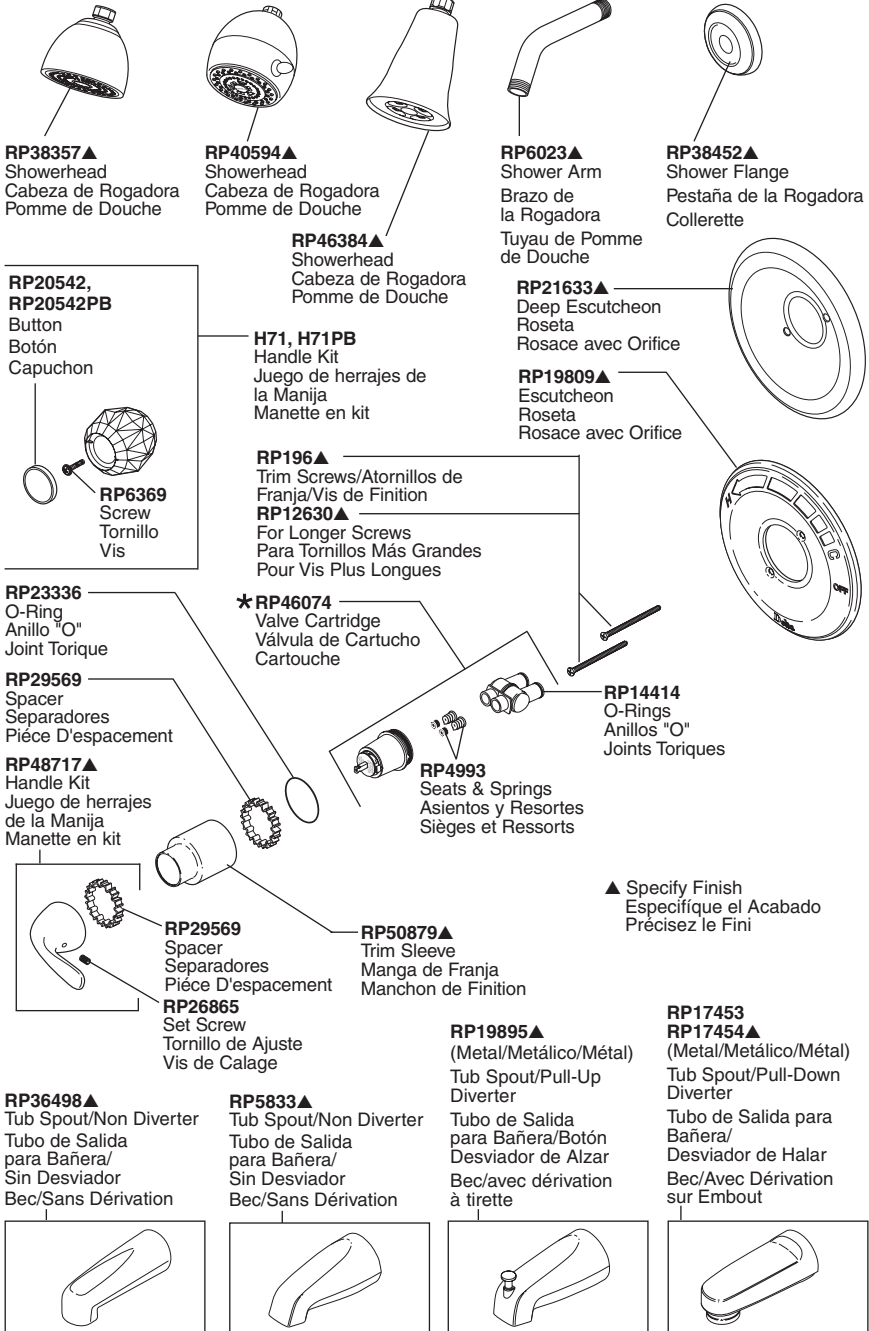 RP38357▲
Showerhead
Cabeza de Rogadora
Pomme de Douche
RP40594▲
Showerhead
Cabeza de Rogadora
Pomme de Douche
RP46384▲
Showerhead
Cabeza de Rogadora
Pomme de Douche
RP6023▲
Shower Arm
Brazo de
la Rogadora
Tuyau de Pomme
de Douche
RP38452▲
Shower Flange
Pestaña de la Rogadora
Collerette
RP20542,
RP20542PB
Button
Botón
Capuchon
RP6369
Screw
Tornillo
Vis
H71, H71PB
Handle Kit
Juego de herrajes de
la Manija
Manette en kit
RP21633▲
Deep Escutcheon
Roseta
Rosace avec Orifice
RP19809▲
Escutcheon
Roseta
Rosace avec Orifice
H
C
OFF
Delta
RP196▲
Trim Screws/Atornillos de
Franja/Vis de Finition
RP12630▲
For Longer Screws
Para Tornillos Más Grandes
Pour Vis Plus Longues
RP23336
O-Ring
Anillo "O"
Joint Torique
*RP46074
Valve Cartridge
Válvula de Cartucho
Cartouche
RP29569
Spacer
Separadores
Piéce D'espacement
RP14414
O-Rings
Anillos "O"
Joints Toriques
RP4993
Seats & Springs
Asientos y Resortes
Sièges et Ressorts
RP48717▲
Handle Kit
Juego de herrajes
de la Manija
Manette en kit
RP29569
Spacer
Separadores
Piéce D'espacement
RP26865
Set Screw
Tornillo de Ajuste
Vis de Calage
RP50879▲
Trim Sleeve
Manga de Franja
Manchon de Finition
▲ Specify Finish
Especifíque el Acabado
Précisez le Fini
RP36498▲
Tub Spout/Non Diverter
Tubo de Salida
para Bañera/
Sin Desviador
Bec/Sans Dérivation
RP5833▲
Tub Spout/Non Diverter
Tubo de Salida
para Bañera/
Sin Desviador
Bec/Sans Dérivation
RP19895▲
(Metal/Metálico/Métal)
Tub Spout/Pull-Up
Diverter
Tubo de Salida
para Bañera/Botón
Desviador de Alzar
Bec/avec dérivation
à tirette
RP17453
RP17454▲
(Metal/Metálico/Métal)
Tub Spout/Pull-Down
Diverter
Tubo de Salida para
Bañera/
Desviador de Halar
Bec/Avec Dérivation
sur Embout